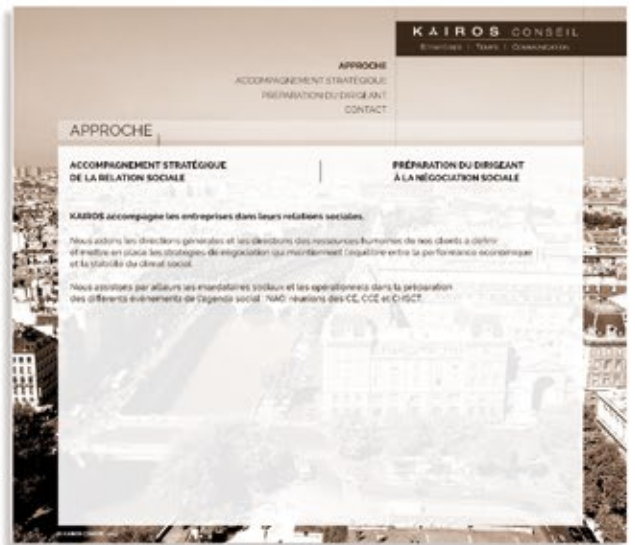 KAIROS CONSEIL
APPROCHE
ACCOMPAGNEMENT STRATÉGIQUE
PRÉPARATION DU DIRIGEANT
CONTACT
APPROCHE
ACCOMPAGNEMENT STRATÉGIQUE
DE LA RELATION SOCIALE
PRÉPARATION DU DIRIGEANT
À LA NÉGOCIATION SOCIALE
KAIROS accompagne les entreprises dans leurs relations sociales.
Nous aidons les directions générales et les directions des ressources humaines de nos clients à définir
et mettre en place les stratégies de négociation qui maintiennent l'équilibre entre la performance économique
et la stabilité du climat social.
Nous assistons par ailleurs les mandataires sociaux et les opérationnels dans la préparation
des différents événements de l'agenda social : NAO, réunions des CE, CCE et CHSCT.